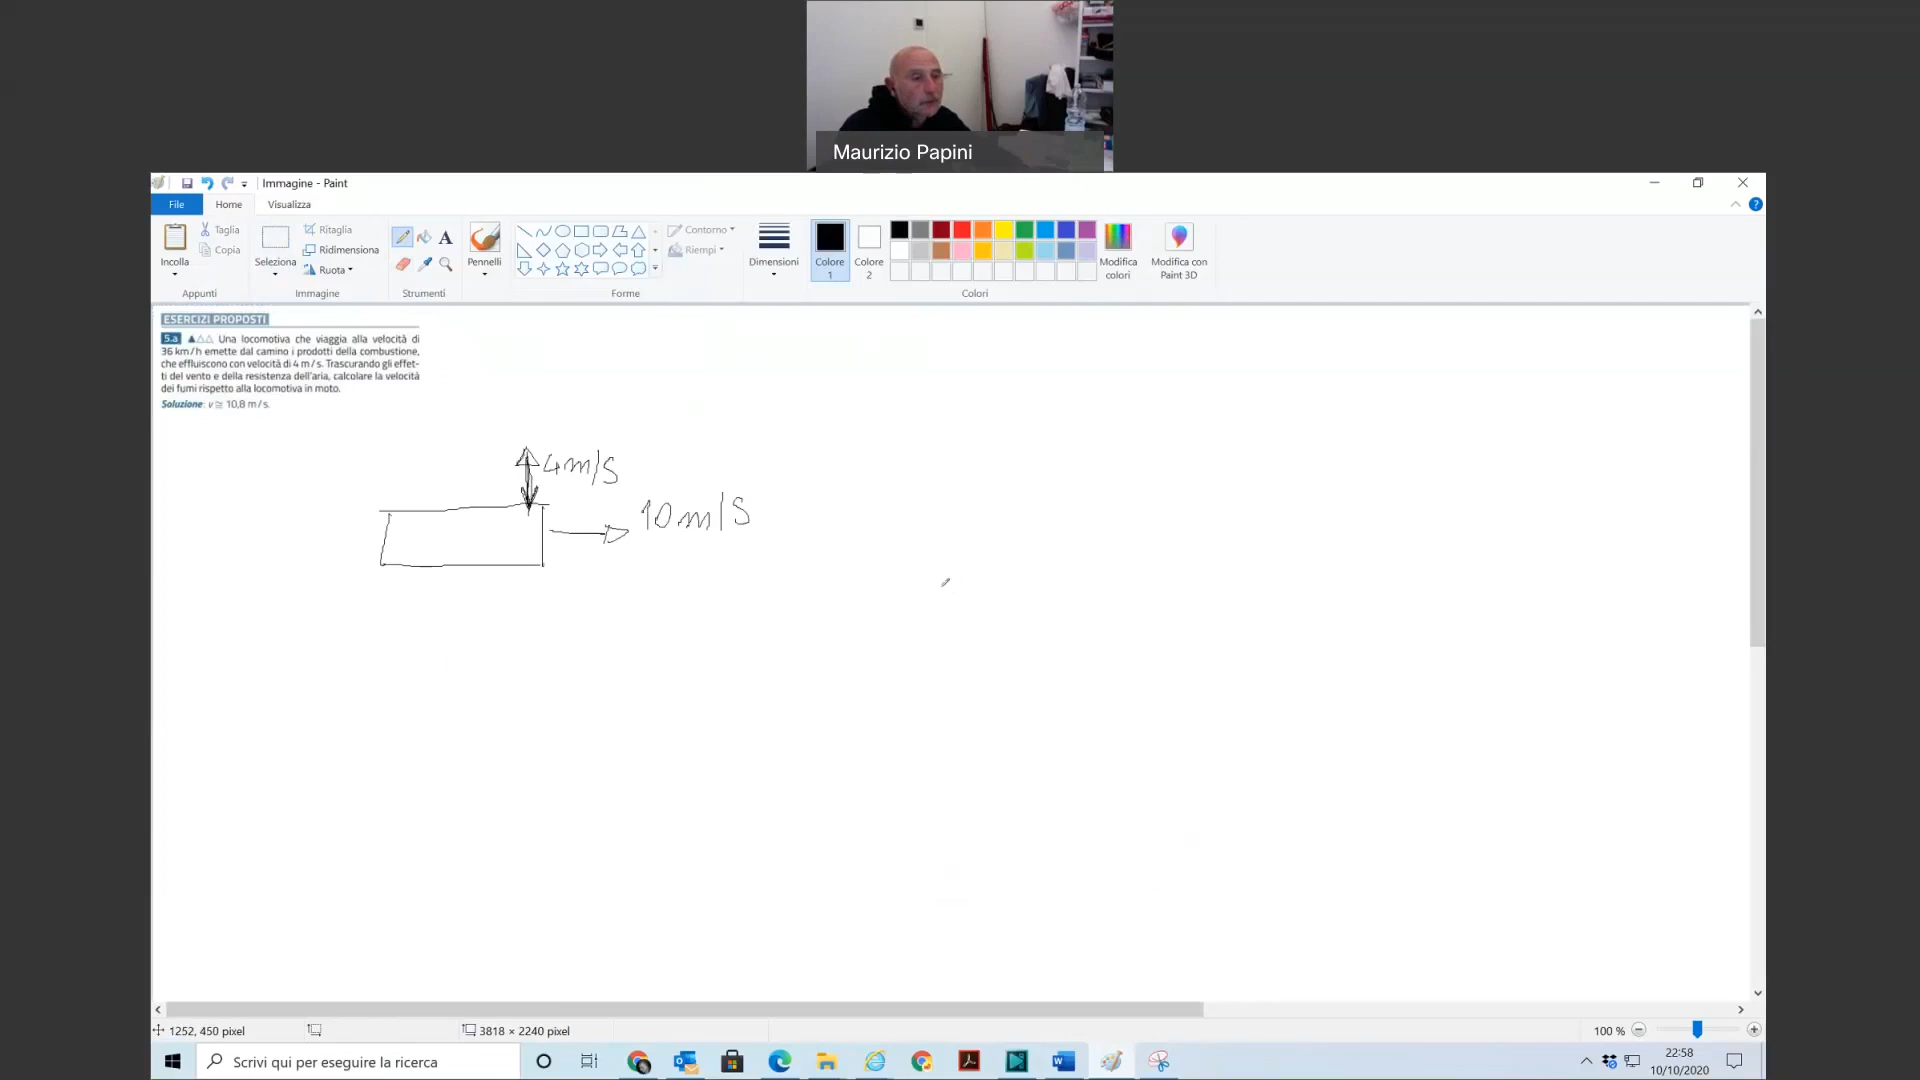 Maurizio Papini
Immagine - Paint
File
Home
Visualizza
Incolla
Taglia
Copia
Appunti
Seleziona
Ritaglia
Ridimensiona
Ruota
Immagine
A
Strumenti
Pennelli
Forme
Contorno
Riempi
Dimensioni
Colore
1
Colore
2
Colori
Modifica
colori
Modifica con
Paint 3D
?
ESERCIZI PROPOSTI
5.a Una locomotiva che viaggia alla velocità di
36 km/h emette dal camino i prodotti della combustione,
che effluiscono con velocità di 4 m/s. Trascurando gli effet-
ti del vento e della resistenza dell'aria, calcolare la velocità
dei fumi rispetto alla locomotiva in moto.
Soluzione: v ≅ 10,8 m/s.
4m/s
10m/s
1252, 450 pixel
3818 × 2240 pixel
100 %
Scrivi qui per eseguire la ricerca
22:58
10/10/2020